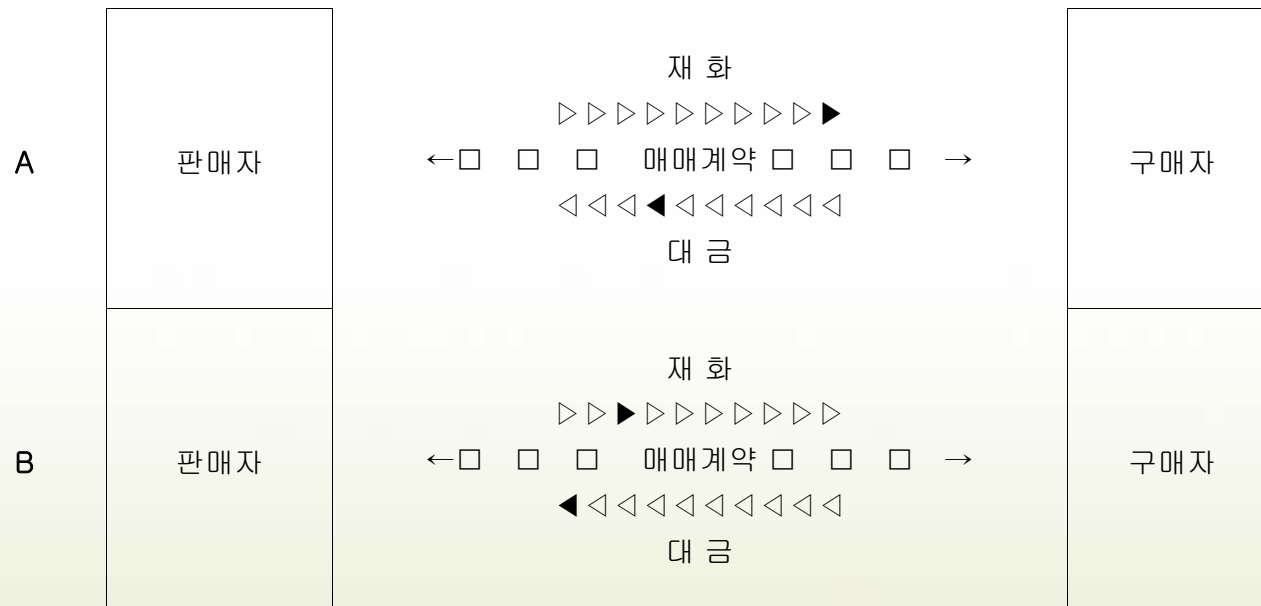 재 화
▷▷▷▷▷▷▷▷▷▶
A 판매자 ←□ □ □ 매매계약 □ □ □ → 구매자
◁◁◁◀◁◁◁◁◁◁
대 금
재 화
▷▷▶▷▷▷▷▷▷▷
B 판매자 ←□ □ □ 매매계약 □ □ □ → 구매자
◀◁◁◁◁◁◁◁◁◁
대 금